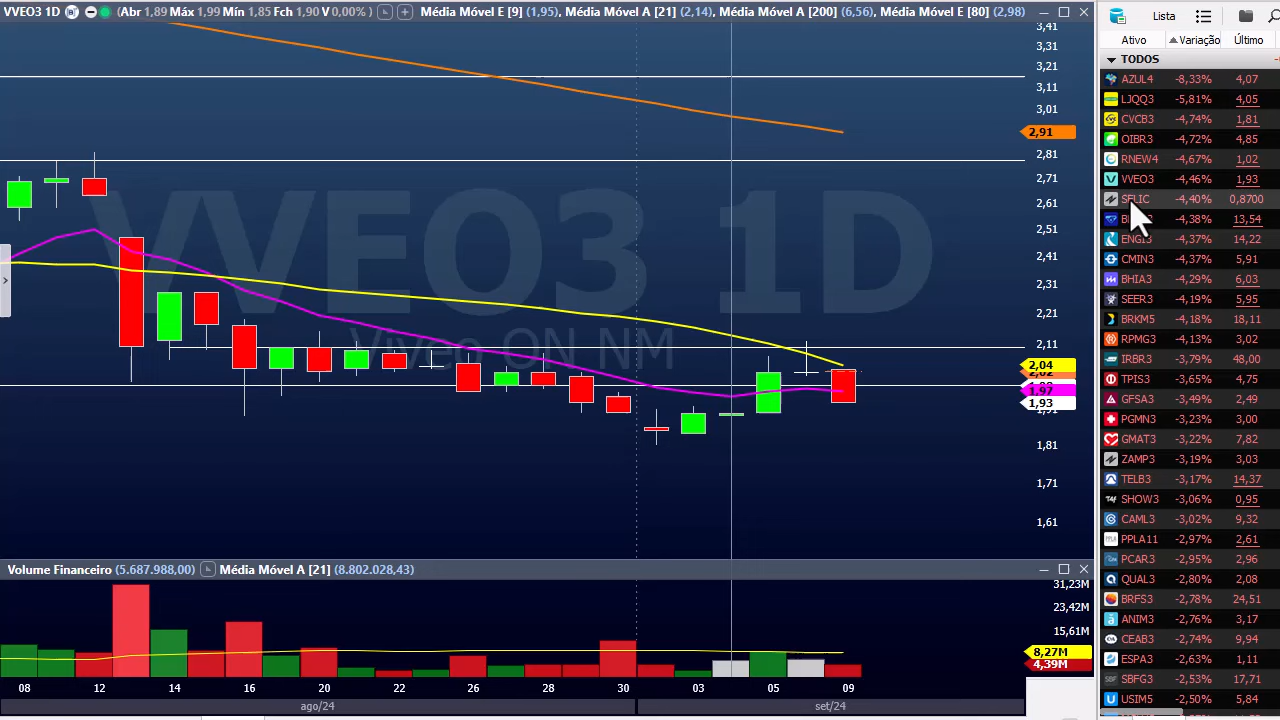 VVEO3 1D (Abr 1,89 Máx 1,99 Mín 1,85 Fch 1,90 V 0,00% ) Média Móvel E [9] (1,95), Média Móvel A [21] (2,14), Média Móvel A [200] (6,56), Média Móvel E [80] (2,98)
3,41
3,31
3,21
3,11
3,01
2,91
2,81
2,71
2,61
2,51
2,41
2,31
2,21
2,11
2,04
1,97
1,93
1,81
1,71
1,61
VVEO3 1D
Viveo ON NM
Volume Financeiro (5.687.988,00) Média Móvel A [21] (8.802.028,43)
31,23M
23,42M
15,61M
8,27M
4,39M
08 12 14 16 20 22 26 28 30 03 05 09
ago/24 set/24
Lista
Ativo Variação Último
TODOS
AZUL4 -8,33% 4,07
LJQQ3 -5,81% 4,05
CVCB3 -4,74% 1,81
OIBR3 -4,72% 4,85
RNEW4 -4,67% 1,02
VVEO3 -4,46% 1,93
-4,40% 0,8700
-4,38% 13,54
ENGI3 -4,37% 14,22
CMIN3 -4,37% 5,91
BHIA3 -4,29% 6,03
SEER3 -4,19% 5,95
BRKM5 -4,18% 18,11
RPMG3 -4,13% 3,02
IRBR3 -3,79% 48,00
TPIS3 -3,65% 4,75
GFSA3 -3,49% 2,49
PGMN3 -3,23% 3,00
GMAT3 -3,22% 7,82
ZAMP3 -3,19% 3,03
TELB3 -3,17% 14,37
SHOW3 -3,06% 0,95
CAML3 -3,02% 9,32
PPLA11 -2,97% 2,61
PCAR3 -2,95% 2,96
QUAL3 -2,80% 2,08
BRFS3 -2,78% 24,51
ANIM3 -2,76% 3,17
CEAB3 -2,74% 9,94
ESPA3 -2,63% 1,11
SBFG3 -2,53% 17,71
USIM5 -2,50% 5,84